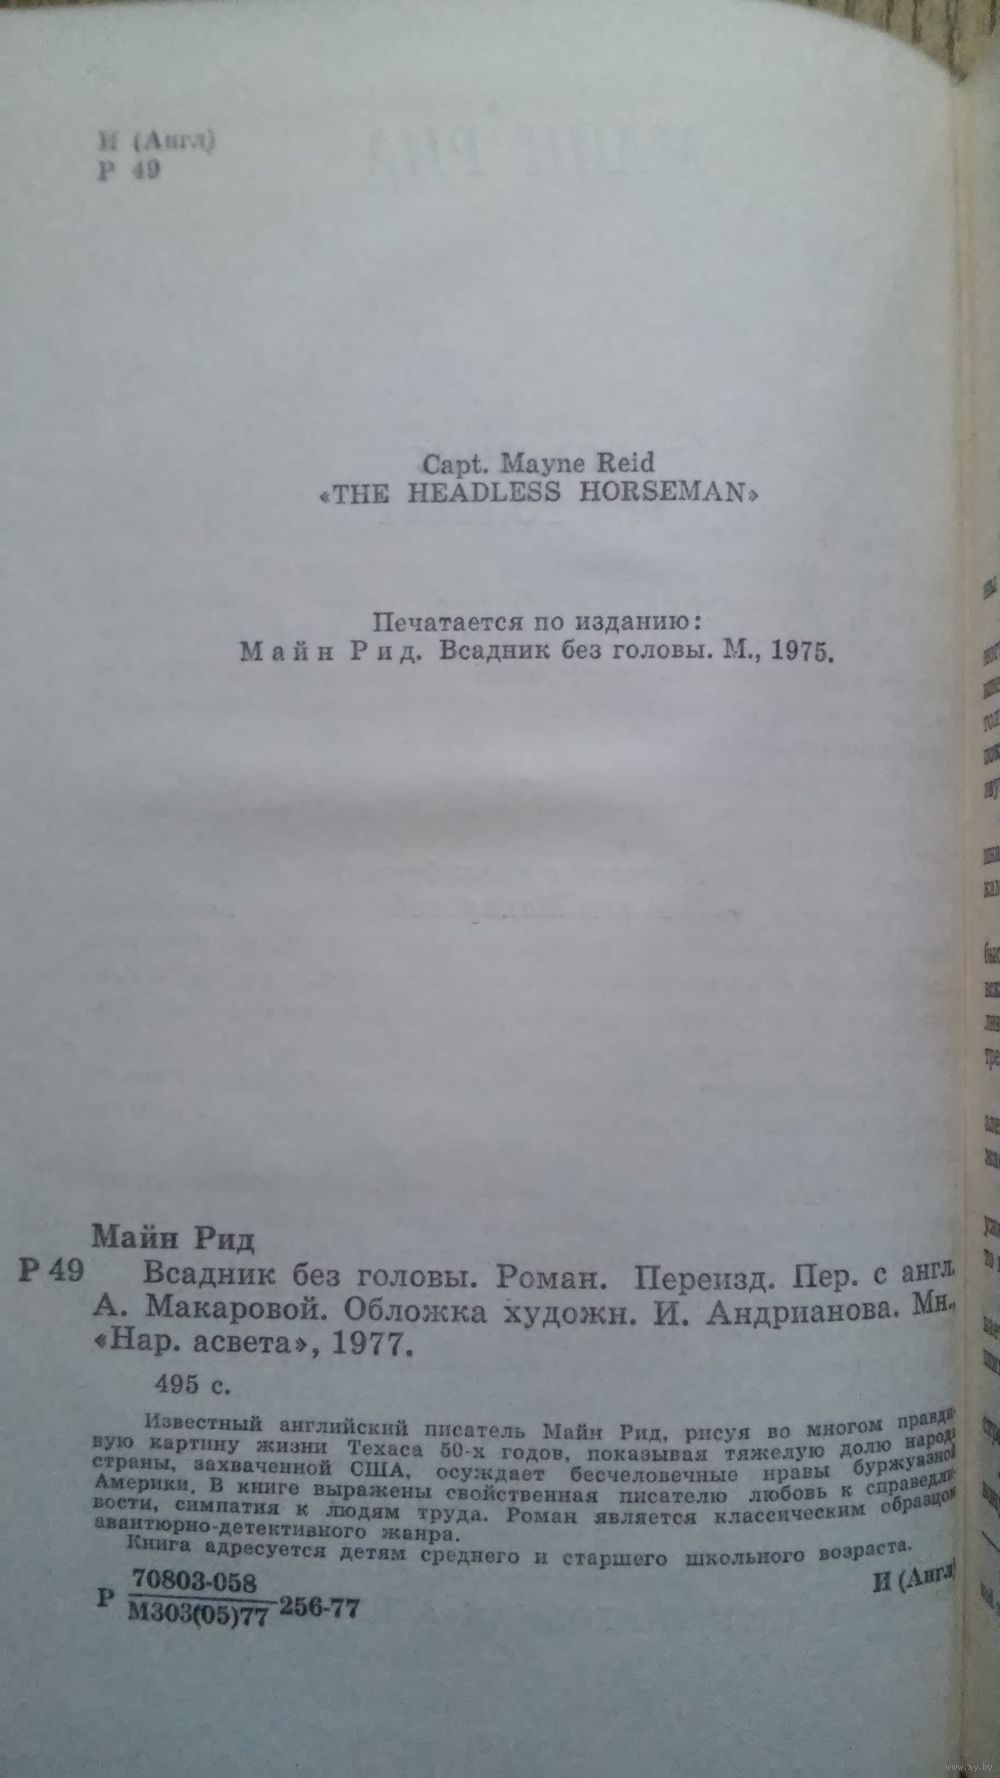 И (Англ)
Р 49
Capt. Mayne Reid
«THE HEADLESS HORSEMAN»
Печатается по изданию:
Майн Рид. Всадник без головы. М., 1975.
Майн Рид
Р 49 Всадник без головы. Роман. Переизд. Пер. с англ.
А. Макаровой. Обложка художн. И. Андрианова. Мн.,
«Нар. асвета», 1977.
495 с.
Известный английский писатель Майн Рид, рисуя во многом правди-
вую картину жизни Техаса 50-х годов, показывая тяжелую долю народа
страны, захваченной США, осуждает бесчеловечные нравы буржуазной
Америки. В книге выражены свойственная писателю любовь к справедли-
вости, симпатия к людям труда. Роман является классическим образцом
авантюрно-детективного жанра.
Книга адресуется детям среднего и старшего школьного возраста.
Р 70803-058
М303(05)77 256-77
И (Англ)
www.ay.by